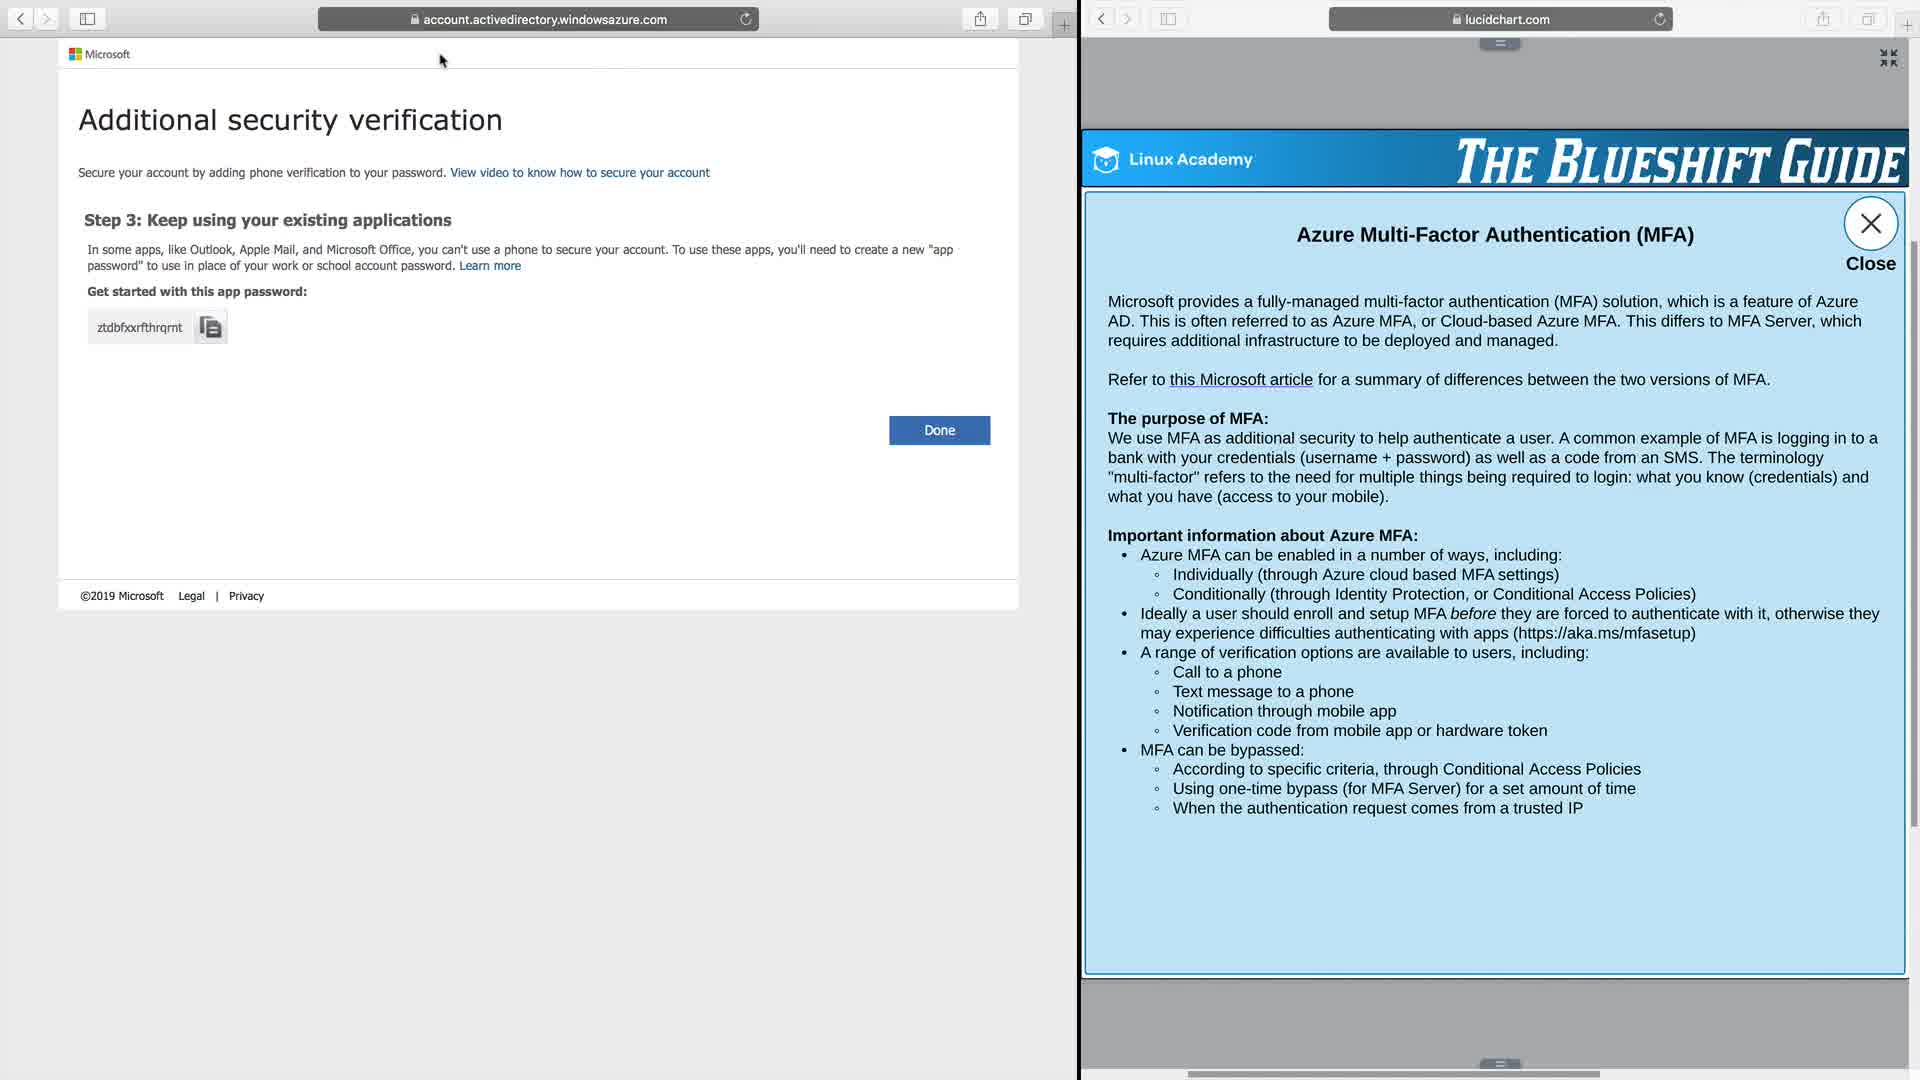 account.activedirectory.windowsazure.com
Microsoft
Additional security verification
Secure your account by adding phone verification to your password. View video to know how to secure your account
Step 3: Keep using your existing applications
In some apps, like Outlook, Apple Mail, and Microsoft Office, you can't use a phone to secure your account. To use these apps, you'll need to create a new "app
password" to use in place of your work or school account password. Learn more
Get started with this app password:
ztdbfxxrfthrqrnt
Done
©2019 Microsoft Legal | Privacy
lucidchart.com
Linux Academy
THE BLUESHIFT GUIDE
Azure Multi-Factor Authentication (MFA)
Close
Microsoft provides a fully-managed multi-factor authentication (MFA) solution, which is a feature of Azure
AD. This is often referred to as Azure MFA, or Cloud-based Azure MFA. This differs to MFA Server, which
requires additional infrastructure to be deployed and managed.
Refer to this Microsoft article for a summary of differences between the two versions of MFA.
The purpose of MFA:
We use MFA as additional security to help authenticate a user. A common example of MFA is logging in to a
bank with your credentials (username + password) as well as a code from an SMS. The terminology
"multi-factor" refers to the need for multiple things being required to login: what you know (credentials) and
what you have (access to your mobile).
Important information about Azure MFA:
• Azure MFA can be enabled in a number of ways, including:
◦ Individually (through Azure cloud based MFA settings)
◦ Conditionally (through Identity Protection, or Conditional Access Policies)
• Ideally a user should enroll and setup MFA before they are forced to authenticate with it, otherwise they
may experience difficulties authenticating with apps (https://aka.ms/mfasetup)
• A range of verification options are available to users, including:
◦ Call to a phone
◦ Text message to a phone
◦ Notification through mobile app
◦ Verification code from mobile app or hardware token
• MFA can be bypassed:
◦ According to specific criteria, through Conditional Access Policies
◦ Using one-time bypass (for MFA Server) for a set amount of time
◦ When the authentication request comes from a trusted IP